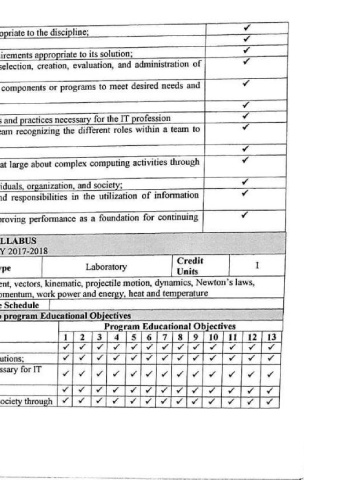 opriate to the discipline; ✓
✓
irements appropriate to its solution; ✓
selection, creation, evaluation, and administration of ✓
components or programs to meet desired needs and ✓
✓
s and practices necessary for the IT profession ✓
eam recognizing the different roles within a team to ✓
✓
at large about complex computing activities through ✓
iduals, organization, and society; ✓
nd responsibilities in the utilization of information ✓
roving performance as a foundation for continuing ✓
LLABUS
Y 2017-2018
ype Laboratory Credit Units 1
ent, vectors, kinematic, projectile motion, dynamics, Newton's laws,
omentum, work power and energy, heat and temperature
e Schedule
o program Educational Objectives
Program Educational Objectives
1 2 3 4 5 6 7 8 9 10 11 12 13
✓ ✓ ✓ ✓ ✓ ✓ ✓ ✓ ✓ ✓ ✓ ✓ ✓
utions; ✓ ✓ ✓ ✓ ✓ ✓ ✓ ✓ ✓ ✓ ✓ ✓ ✓
ssary for IT ✓ ✓ ✓ ✓ ✓ ✓ ✓ ✓ ✓ ✓ ✓ ✓ ✓
✓ ✓ ✓ ✓ ✓ ✓ ✓ ✓ ✓ ✓ ✓ ✓ ✓
ociety through ✓ ✓ ✓ ✓ ✓ ✓ ✓ ✓ ✓ ✓ ✓ ✓ ✓